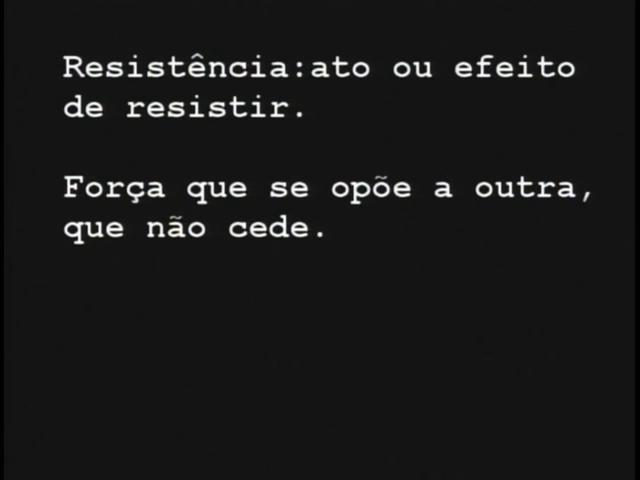 Resistência:ato ou efeito
de resistir.
Força que se opõe a outra,
que não cede.